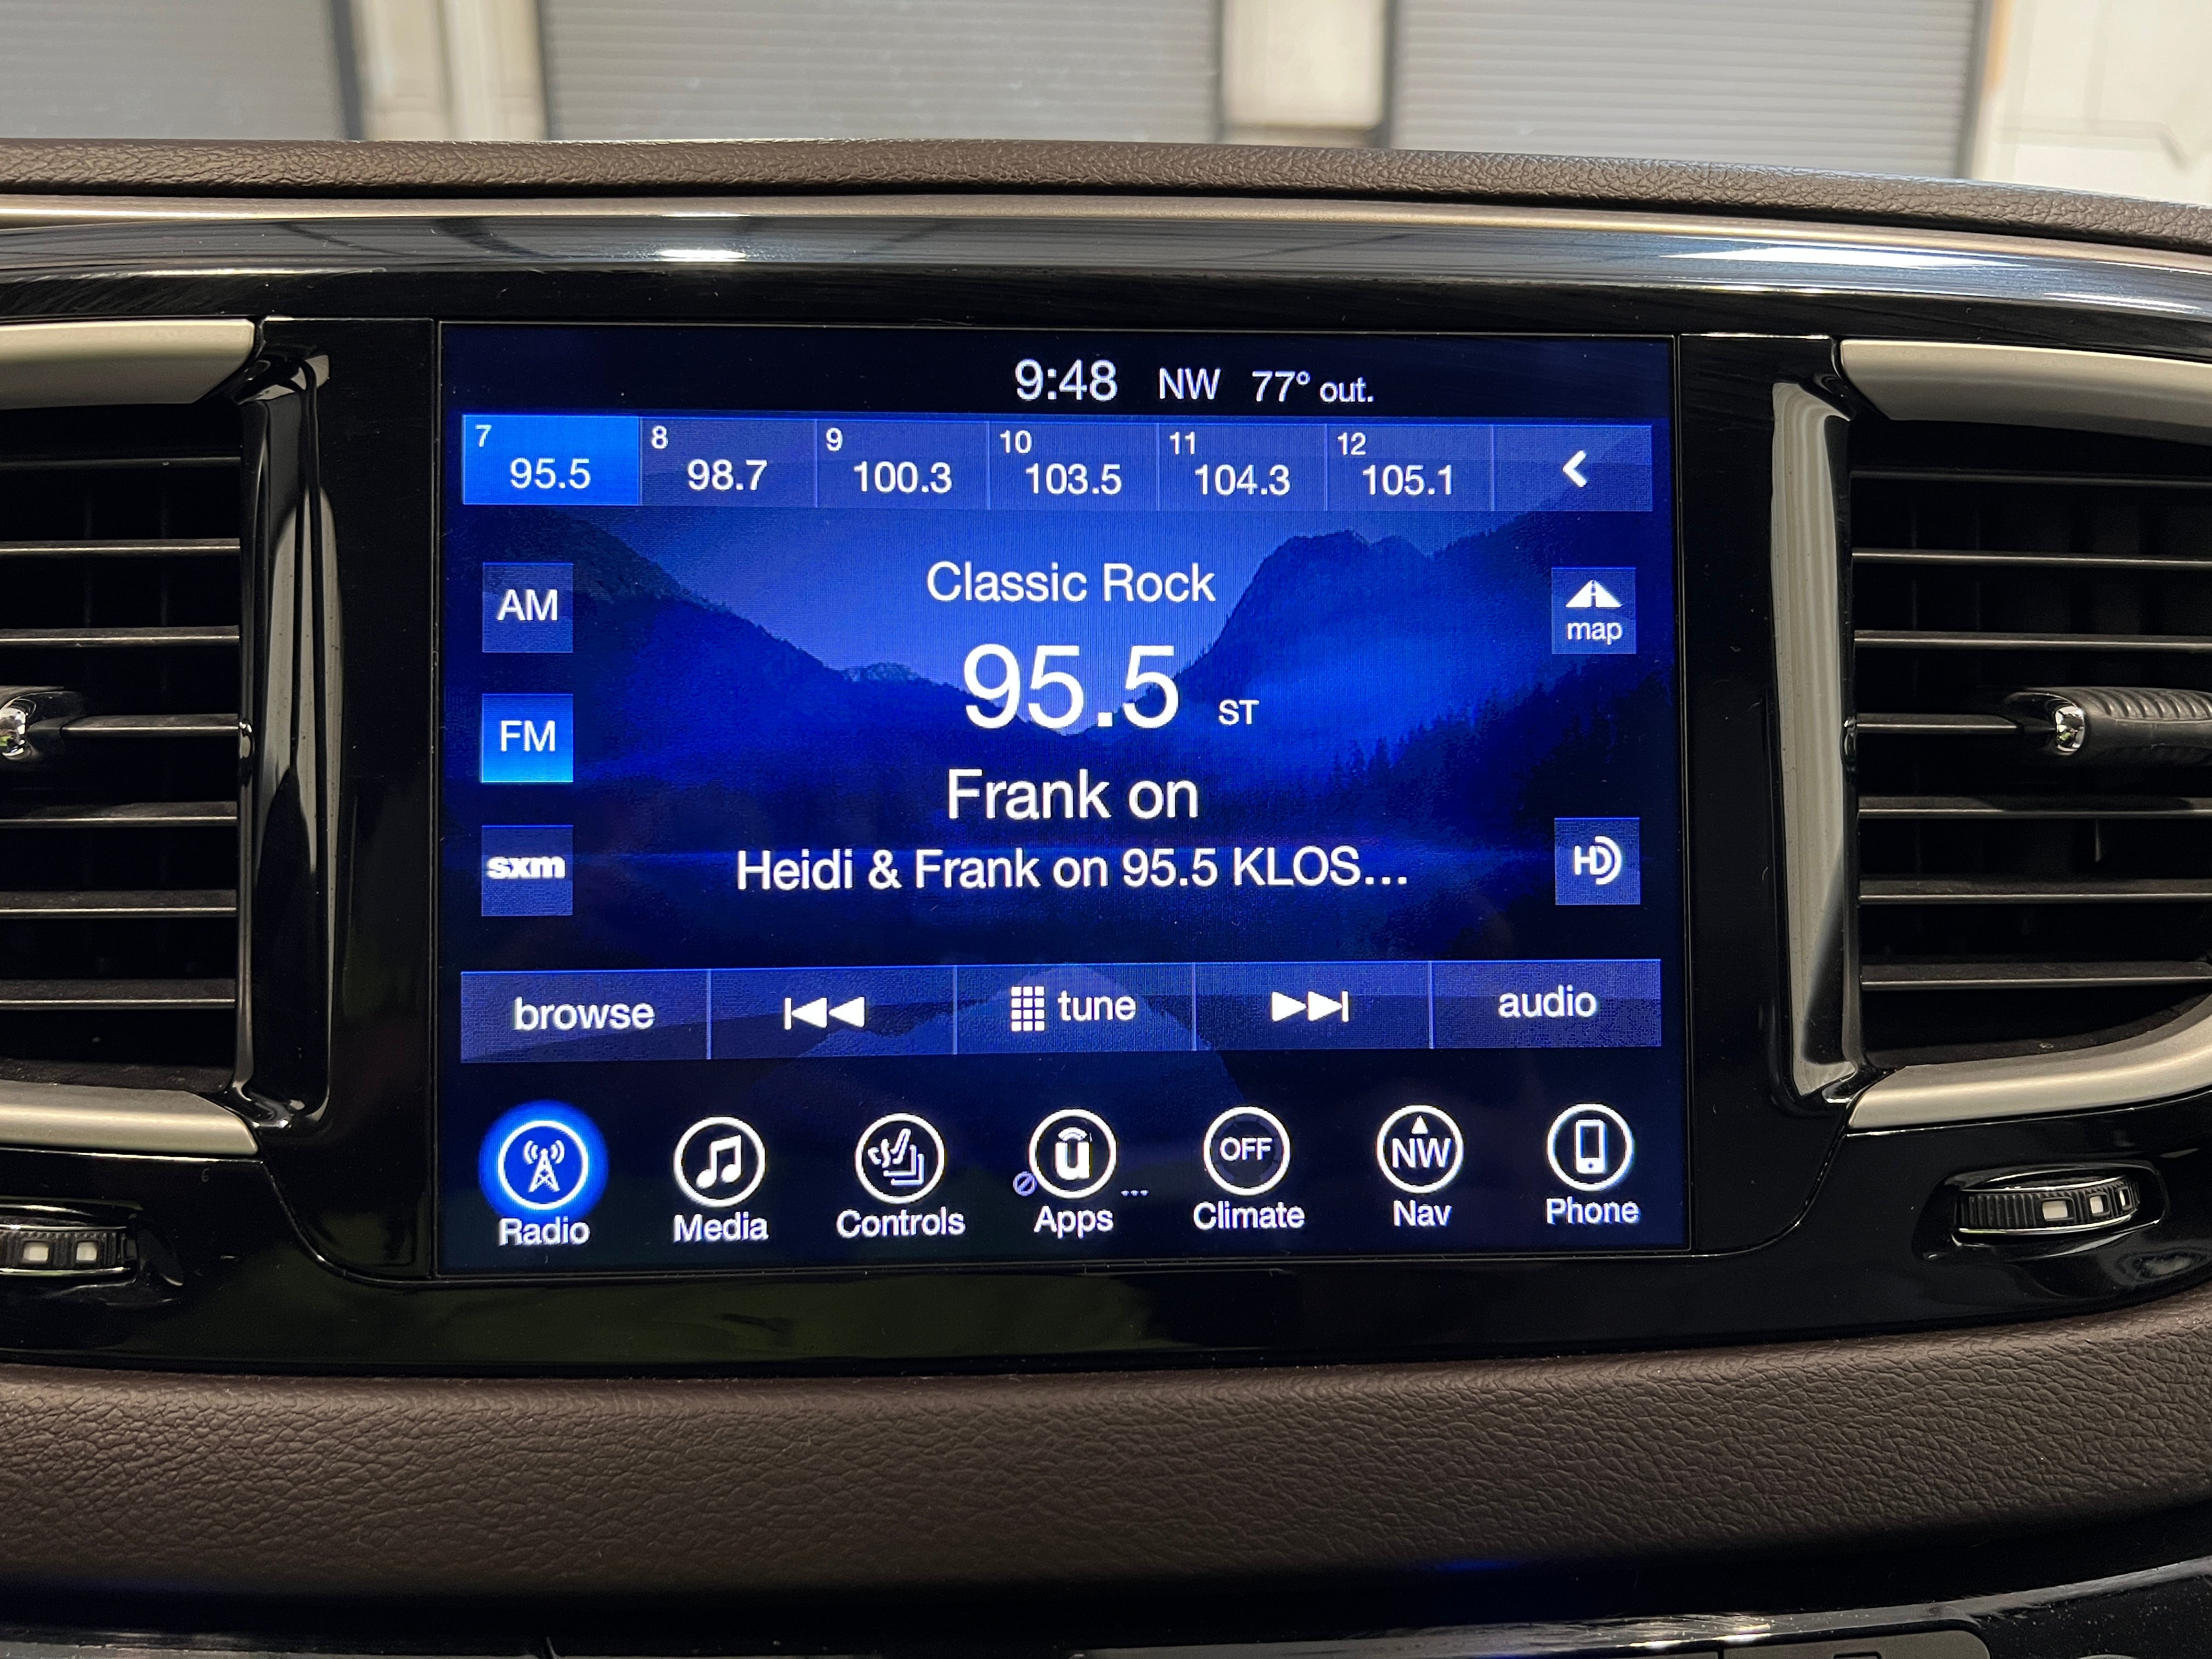 9:48 NW 77° out.
7 8 9 10 11 12
95.5 98.7 100.3 103.5 104.3 105.1
AM
Classic Rock
map
95.5 ST
FM
Frank on
sxm
Heidi & Frank on 95.5 KLOS...
HD
browse tune audio
u OFF NW
Radio Media Controls Apps ... Climate Nav Phone